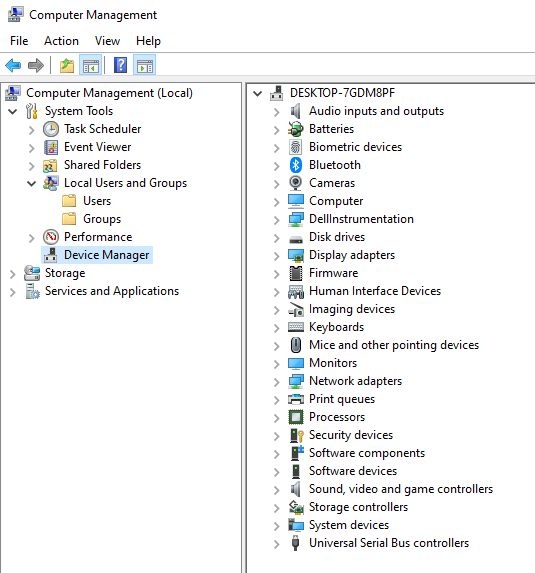 Computer Management
File Action View Help
Computer Management (Local)
System Tools
Task Scheduler
Event Viewer
Shared Folders
Local Users and Groups
Users
Groups
Performance
Device Manager
Storage
Services and Applications
DESKTOP-7GDM8PF
Audio inputs and outputs
Batteries
Biometric devices
Bluetooth
Cameras
Computer
DellInstrumentation
Disk drives
Display adapters
Firmware
Human Interface Devices
Imaging devices
Keyboards
Mice and other pointing devices
Monitors
Network adapters
Print queues
Processors
Security devices
Software components
Software devices
Sound, video and game controllers
Storage controllers
System devices
Universal Serial Bus controllers